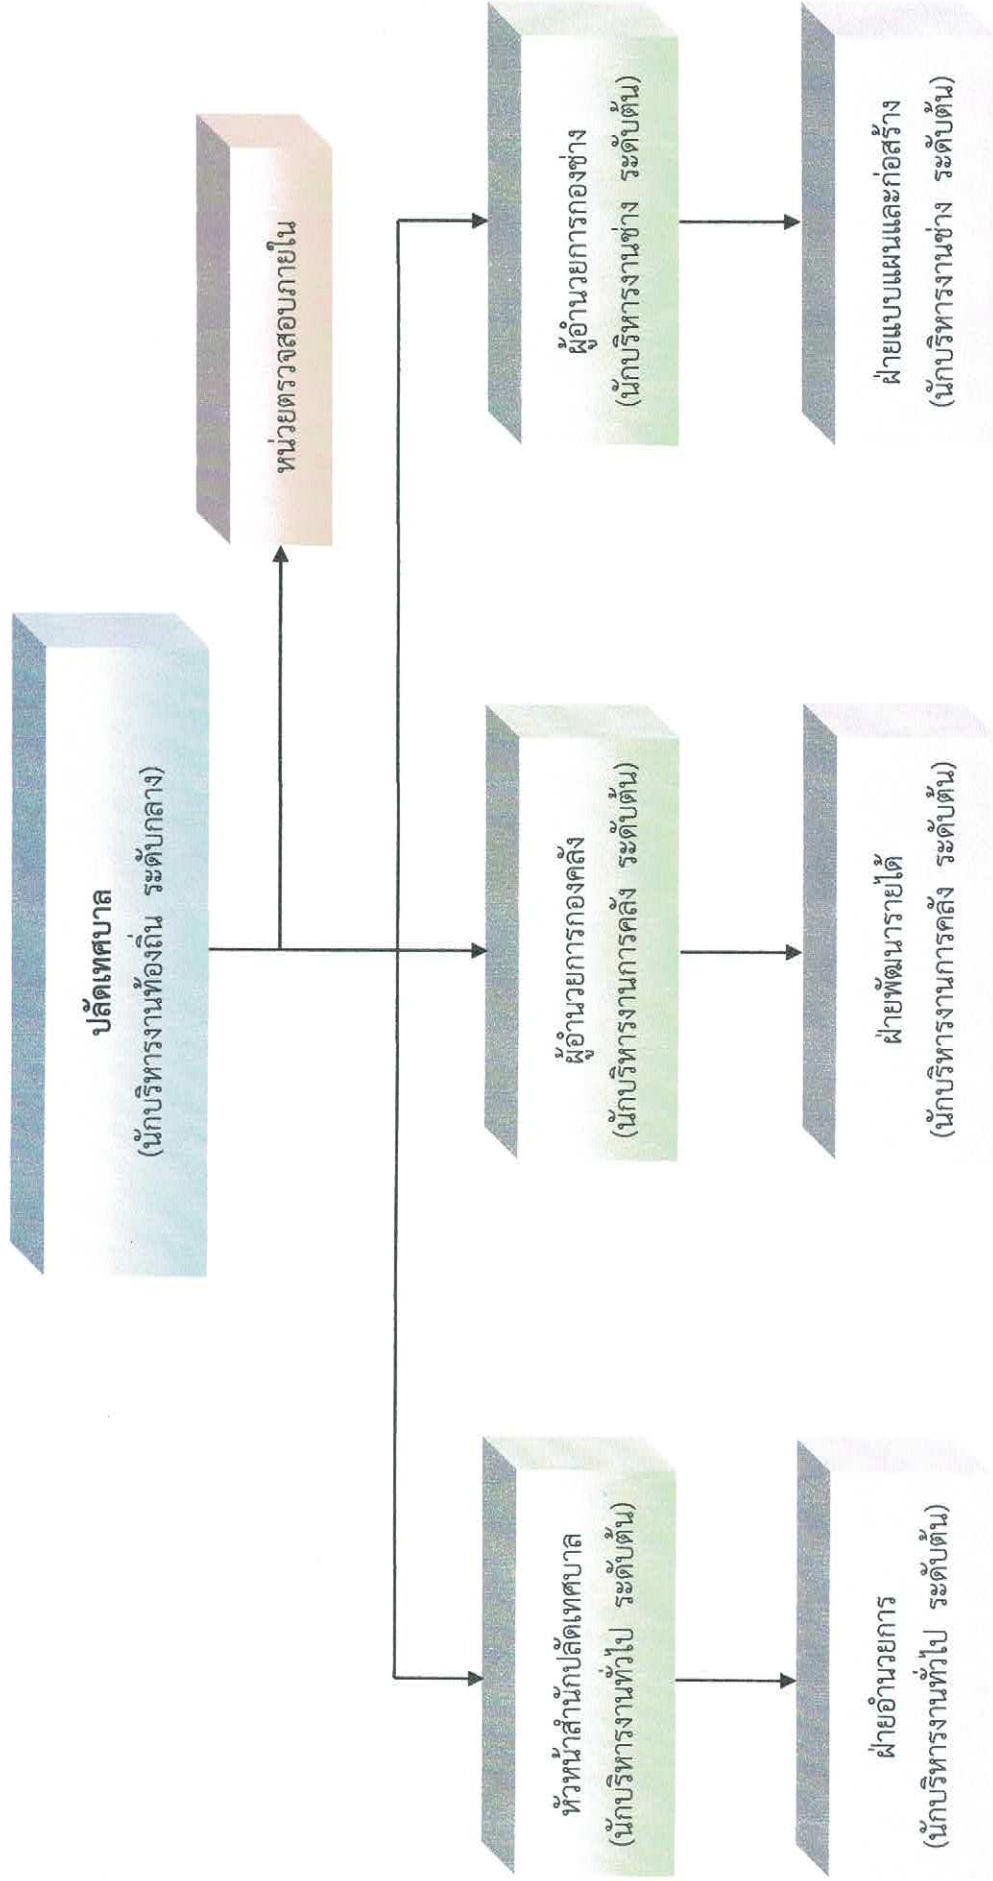 ปลัดเทศบาล
(นักบริหารงานท้องถิ่น ระดับกลาง)
หน่วยตรวจสอบภายใน
หัวหน้าสำนักปลัดเทศบาล
(นักบริหารงานทั่วไป ระดับต้น)
ผู้อำนวยการกองคลัง
(นักบริหารงานการคลัง ระดับต้น)
ผู้อำนวยการกองช่าง
(นักบริหารงานช่าง ระดับต้น)
ฝ่ายอำนวยการ
(นักบริหารงานทั่วไป ระดับต้น)
ฝ่ายพัฒนารายได้
(นักบริหารงานการคลัง ระดับต้น)
ฝ่ายแบบแผนและก่อสร้าง
(นักบริหารงานช่าง ระดับต้น)